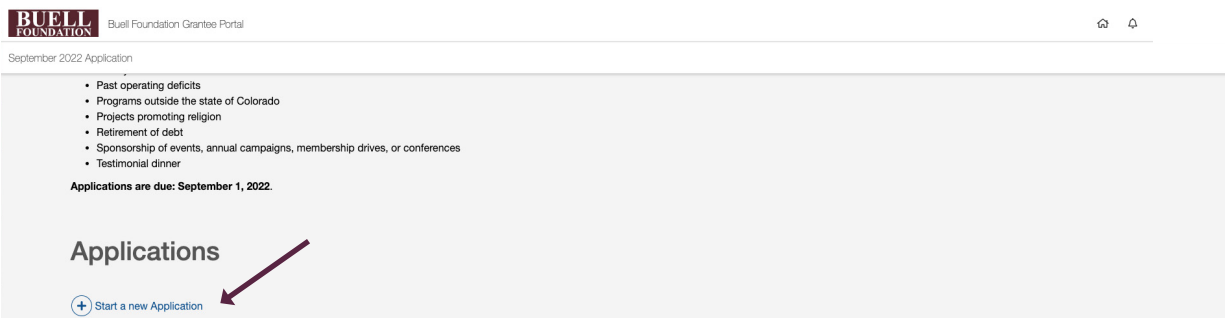 BUELL
FOUNDATION
Buell Foundation Grantee Portal
September 2022 Application
• Past operating deficits
• Programs outside the state of Colorado
• Projects promoting religion
• Retirement of debt
• Sponsorship of events, annual campaigns, membership drives, or conferences
• Testimonial dinner
Applications are due: September 1, 2022.
Applications
Start a new Application